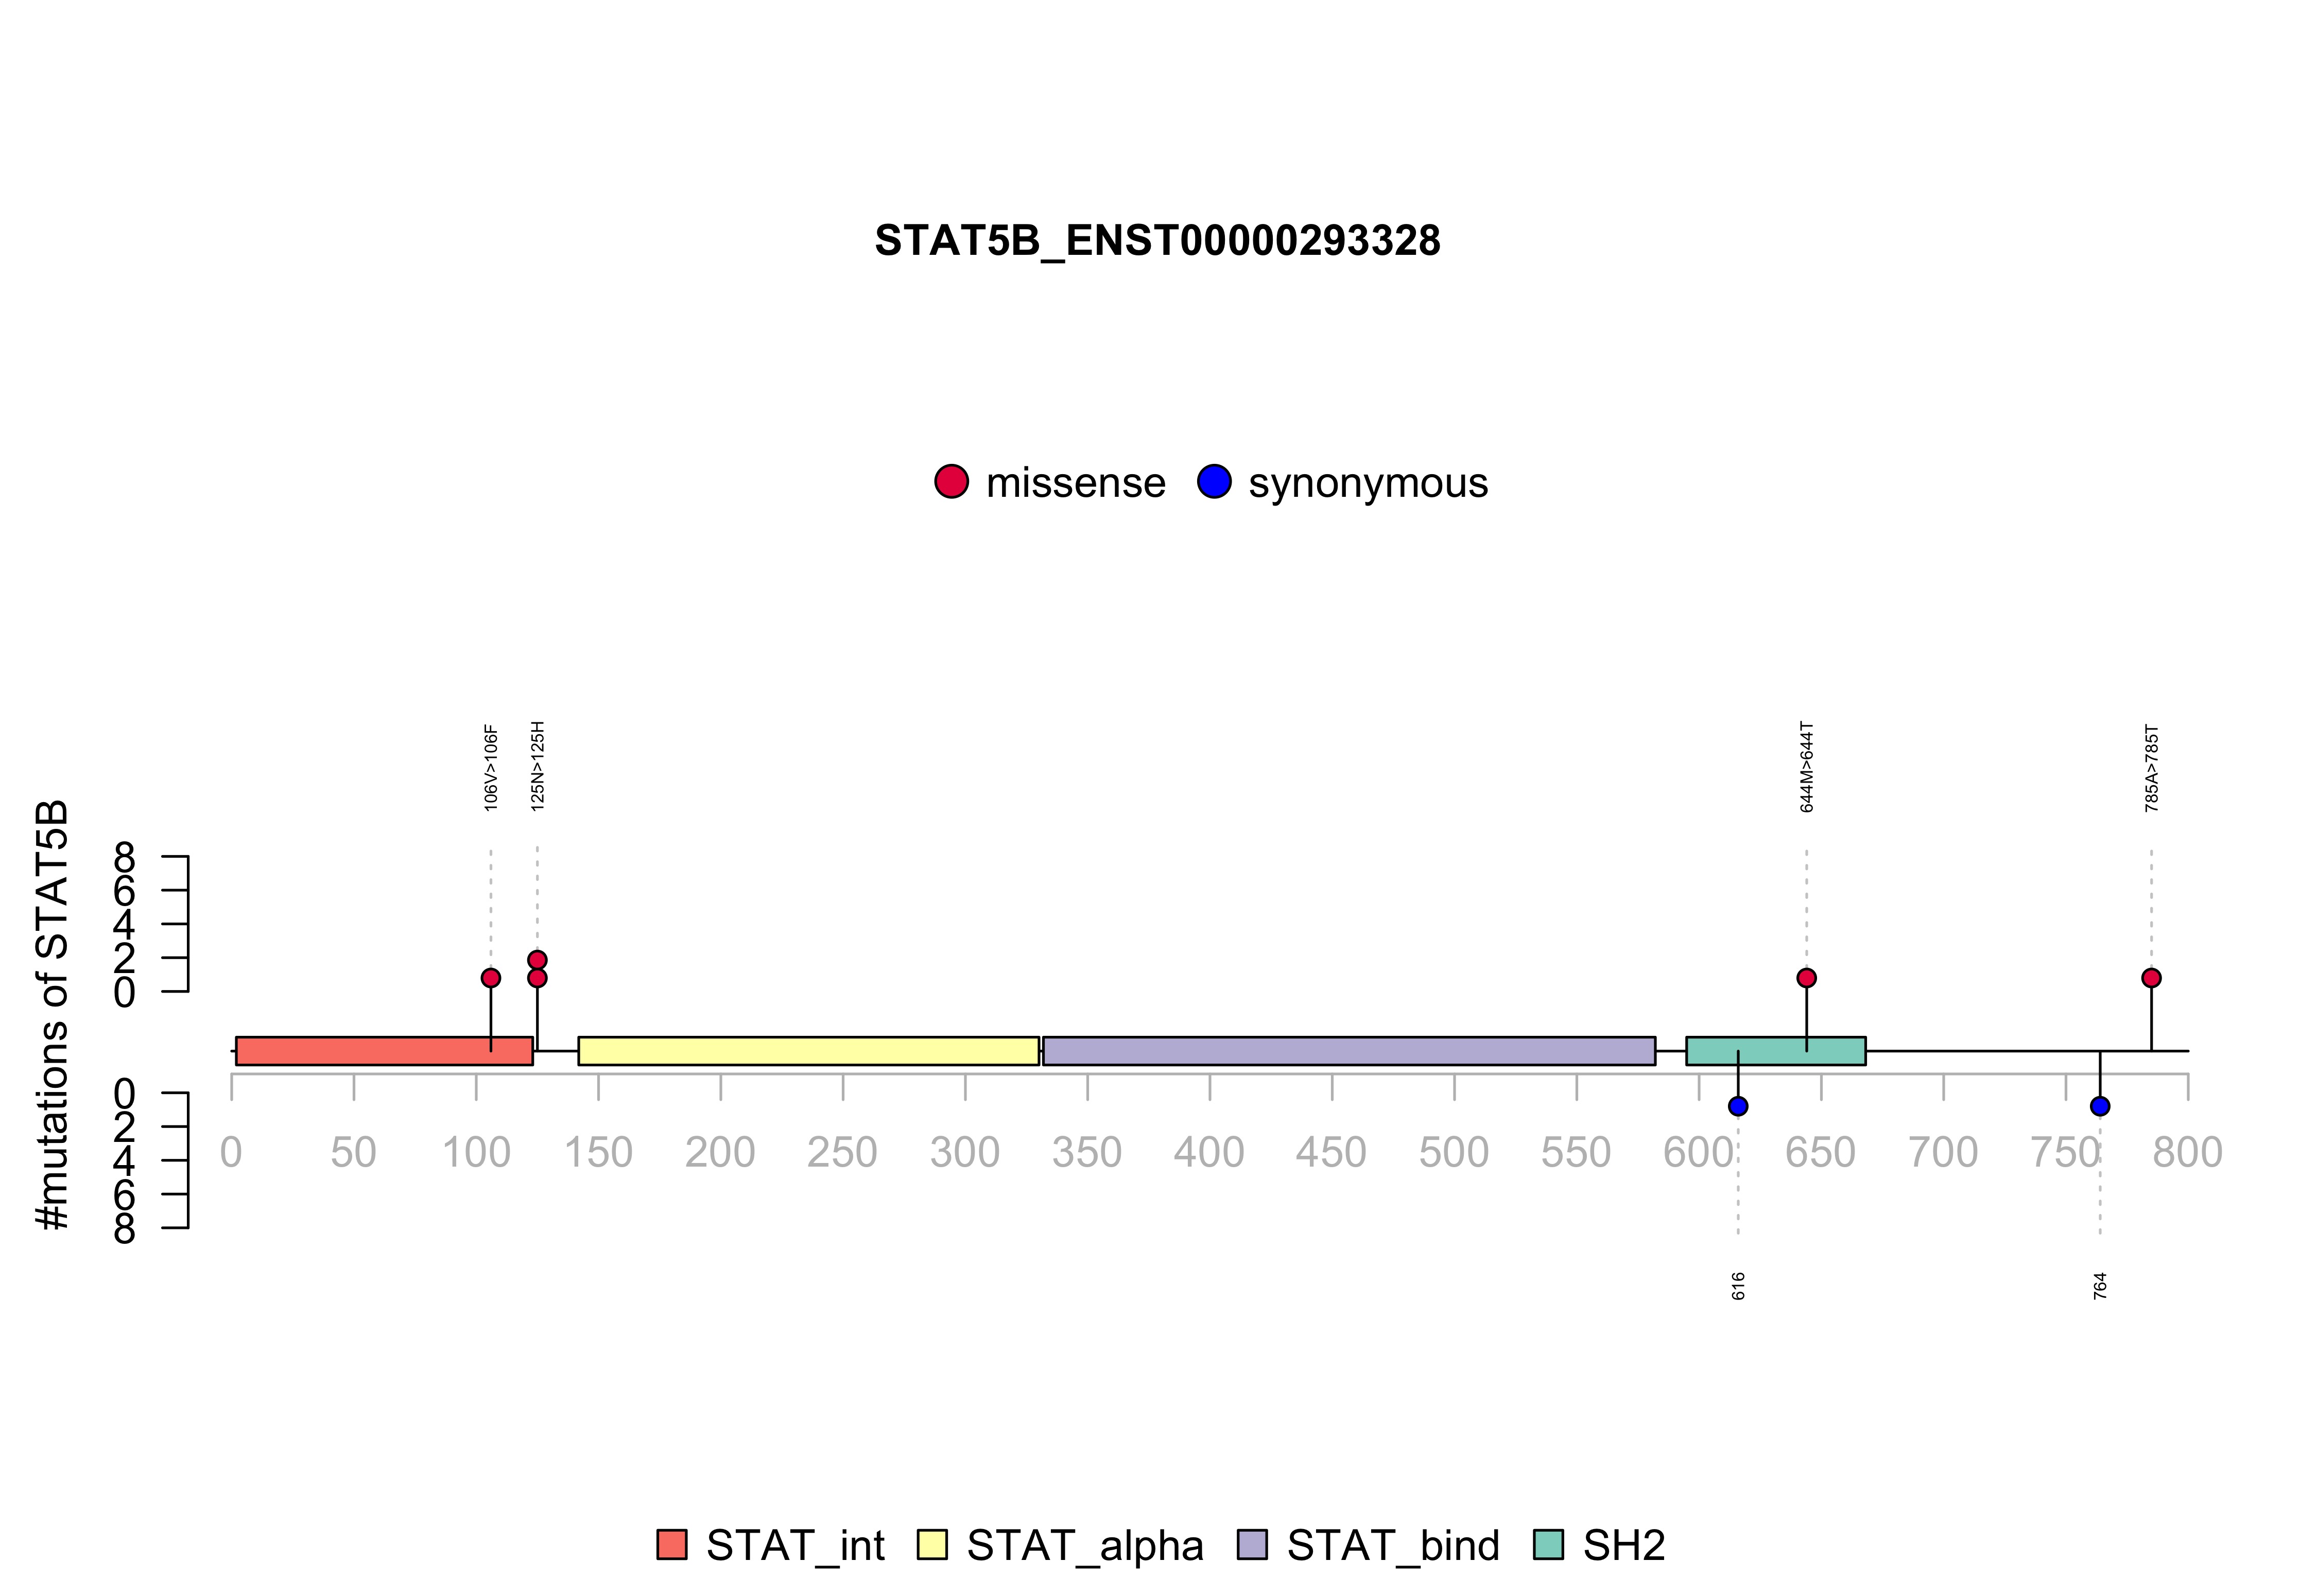 STAT5B_ENST00000293328
missense synonymous
106V>106F 125N>125H 644M>644T 785A>785T
#mutations of STAT5B
8
6
4
2
0
0
2
4
6
8
0 50 100 150 200 250 300 350 400 450 500 550 600 650 700 750 800
616 764
STAT_int STAT_alpha STAT_bind SH2